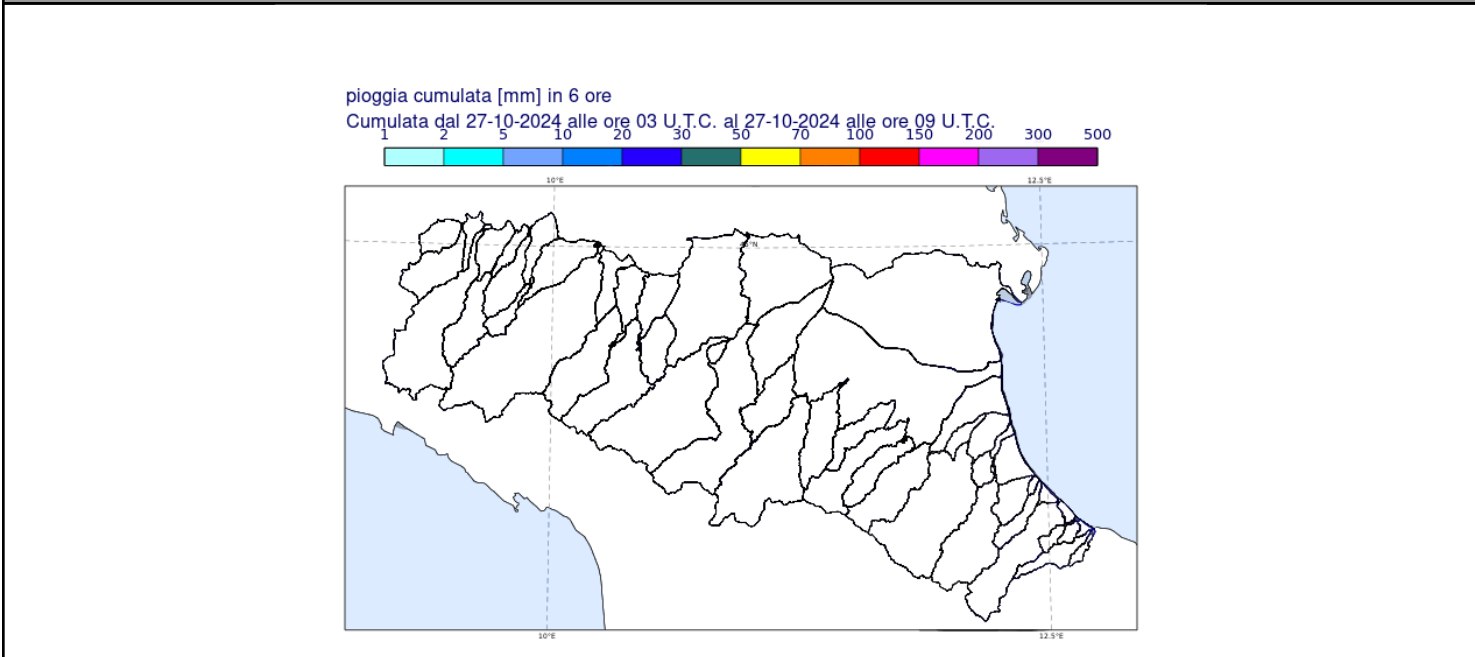 pioggia cumulata [mm] in 6 ore
Cumulata dal 27-10-2024 alle ore 03 U.T.C. al 27-10-2024 alle ore 09 U.T.C.
1 2 5 10 20 30 50 70 100 150 200 300 500
10°E 12.5°E
10°E 12.5°E